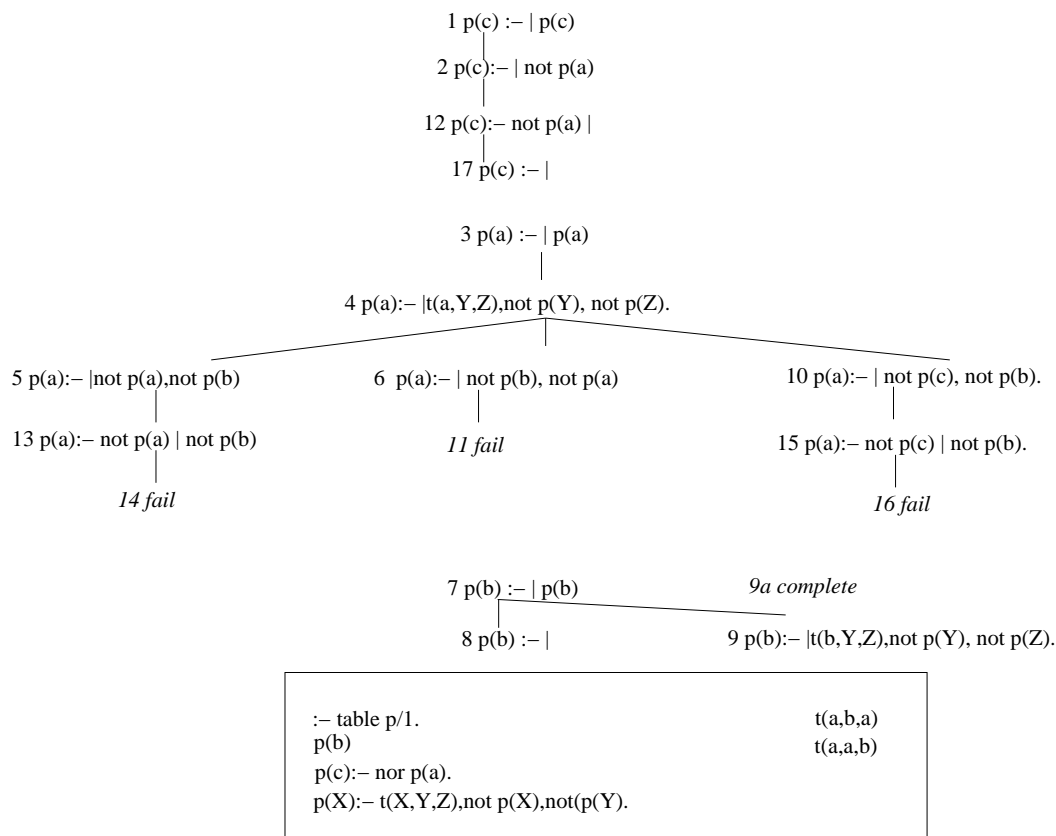 1 p(c) :– | p(c)
2 p(c):– | not p(a)
12 p(c):– not p(a) |
17 p(c) :– |
3 p(a) :– | p(a)
4 p(a):– |t(a,Y,Z),not p(Y), not p(Z).
5 p(a):– |not p(a),not p(b)
6 p(a):– | not p(b), not p(a)
10 p(a):– | not p(c), not p(b).
13 p(a):– not p(a) | not p(b)
11 fail
15 p(a):– not p(c) | not p(b).
14 fail
16 fail
7 p(b) :– | p(b)
9a complete
8 p(b) :– |
9 p(b):– |t(b,Y,Z),not p(Y), not p(Z).
:– table p/1.
t(a,b,a)
p(b)
t(a,a,b)
p(c):– nor p(a).
p(X):– t(X,Y,Z),not p(X),not(p(Y).